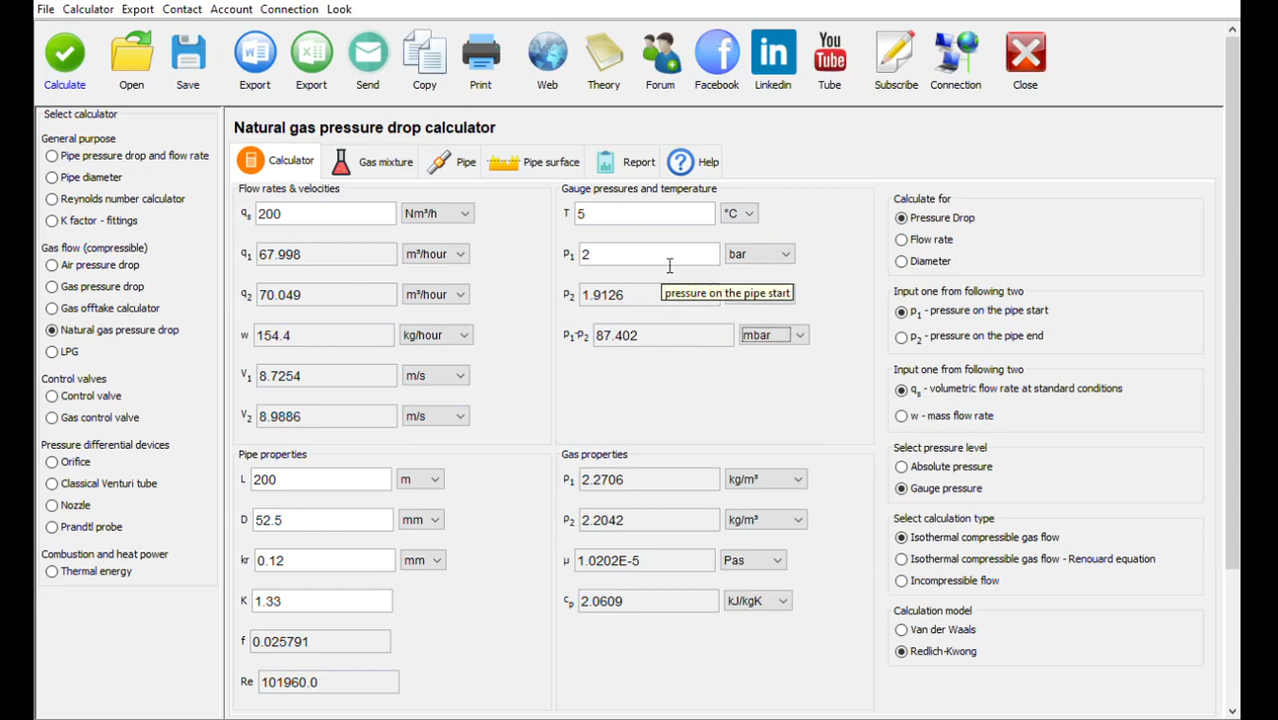 File Calculator Export Contact Account Connection Look
Calculate Open Save Export Export Send Copy Print Web Theory Forum Facebook Linkedin Tube Subscribe Connection Close
W X f in You Tube
Select calculator
General purpose
Pipe pressure drop and flow rate
Pipe diameter
Reynolds number calculator
K factor - fittings
Gas flow (compressible)
Air pressure drop
Gas pressure drop
Gas offtake calculator
Natural gas pressure drop
LPG
Control valves
Control valve
Gas control valve
Pressure differential devices
Orifice
Classical Venturi tube
Nozzle
Prandtl probe
Combustion and heat power
Thermal energy
Natural gas pressure drop calculator
Calculator Gas mixture Pipe Pipe surface Report ? Help
Flow rates & velocities
qs 200 Nm³/h
q1 67.998 m³/hour
q2 70.049 m³/hour
w 154.4 kg/hour
V1 8.7254 m/s
V2 8.9886 m/s
Gauge pressures and temperature
T 5 °C
p1 2 bar
p2 1.9126
pressure on the pipe start
p1-p2 87.402 mbar
Pipe properties
L 200 m
D 52.5 mm
kr 0.12 mm
K 1.33
f 0.025791
Re 101960.0
Gas properties
ρ1 2.2706 kg/m³
ρ2 2.2042 kg/m³
μ 1.0202E-5 Pas
cp 2.0609 kJ/kgK
Calculate for
Pressure Drop
Flow rate
Diameter
Input one from following two
p1 - pressure on the pipe start
p2 - pressure on the pipe end
Input one from following two
qs - volumetric flow rate at standard conditions
w - mass flow rate
Select pressure level
Absolute pressure
Gauge pressure
Select calculation type
Isothermal compressible gas flow
Isothermal compressible gas flow - Renouard equation
Incompressible flow
Calculation model
Van der Waals
Redlich-Kwong